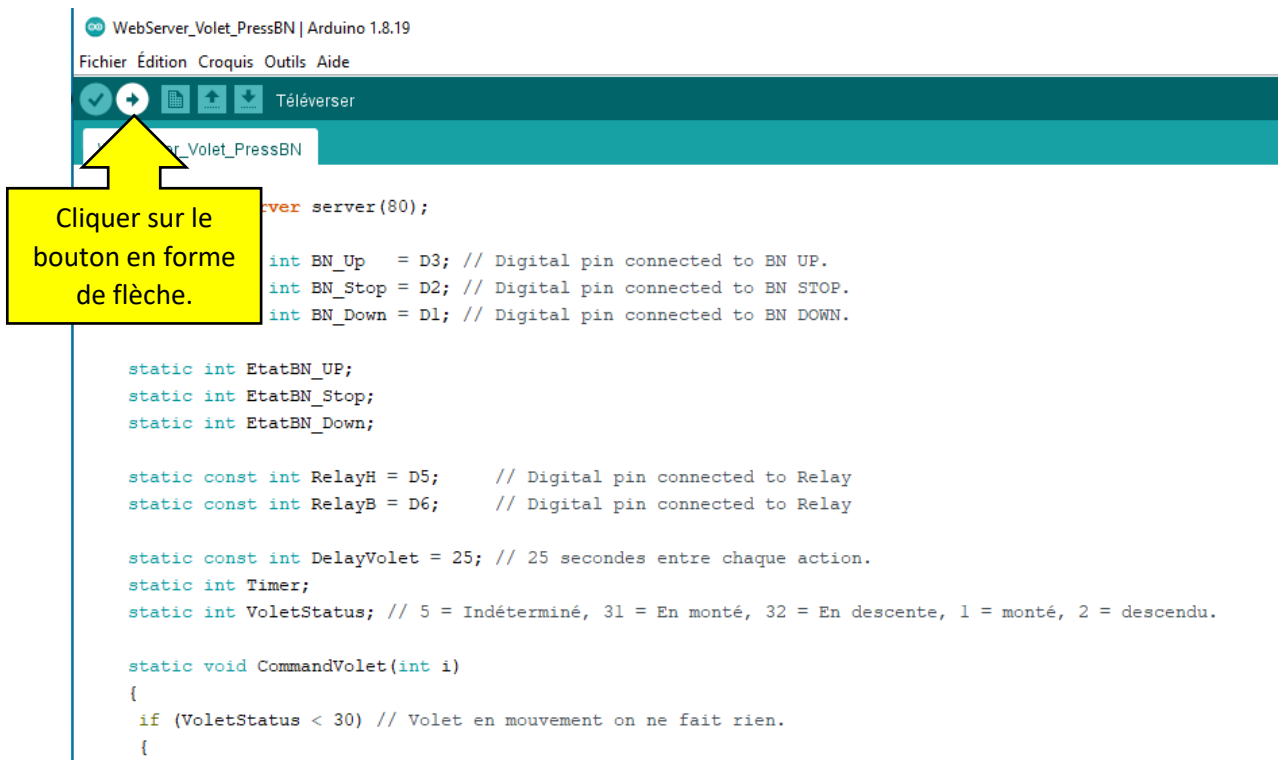 WebServer_Volet_PressBN | Arduino 1.8.19
Fichier Édition Croquis Outils Aide
Téléverser
er_Volet_PressBN
Cliquer sur le
bouton en forme
de flèche.
rver server(80);
int BN_Up   = D3; // Digital pin connected to BN UP.
int BN_Stop = D2; // Digital pin connected to BN STOP.
int BN_Down = D1; // Digital pin connected to BN DOWN.
static int EtatBN_UP;
static int EtatBN_Stop;
static int EtatBN_Down;
static const int RelayH = D5;     // Digital pin connected to Relay
static const int RelayB = D6;     // Digital pin connected to Relay
static const int DelayVolet = 25; // 25 secondes entre chaque action.
static int Timer;
static int VoletStatus; // 5 = Indéterminé, 31 = En monté, 32 = En descente, 1 = monté, 2 = descendu.
static void CommandVolet(int i)
{
if (VoletStatus < 30) // Volet en mouvement on ne fait rien.
{